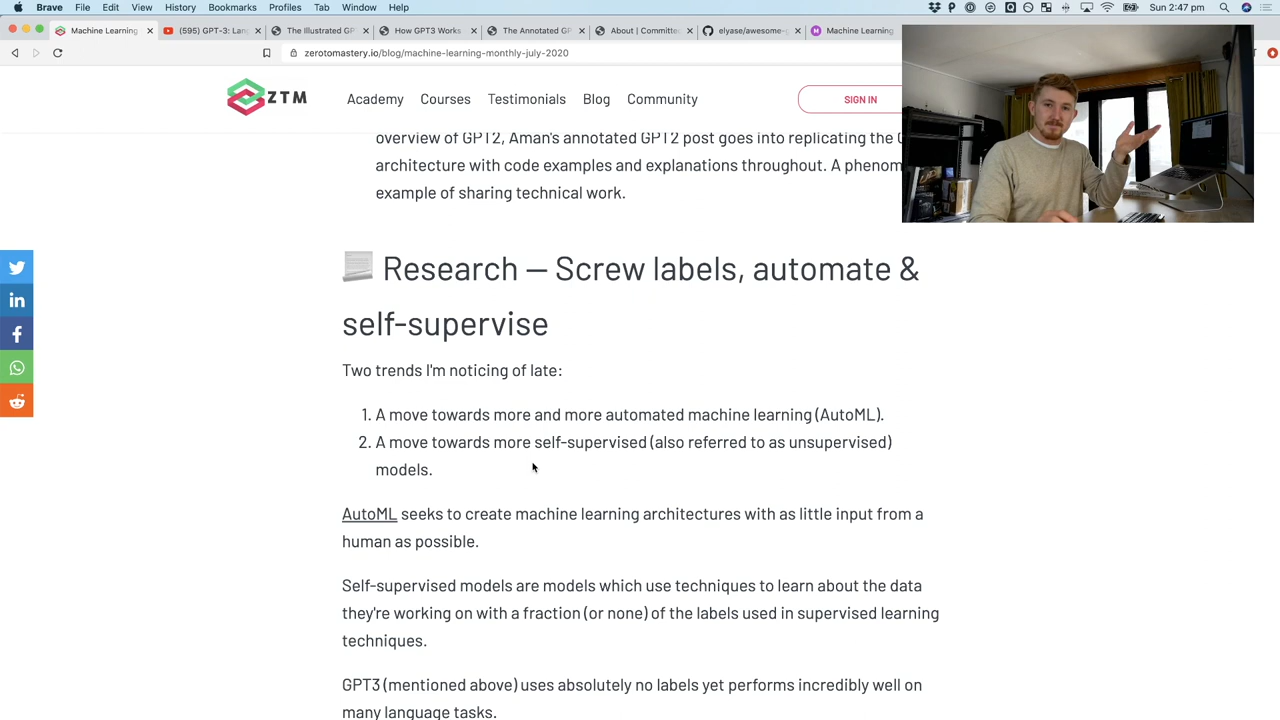 Brave File Edit View History Bookmarks Profiles Tab Window Help
Sun 2:47 pm
Machine Learning
(595) GPT-3: Lan
The Illustrated GP
How GPT3 Works
The Annotated GP
About | Committe
elyase/awesome-
Machine Learning
zerotomastery.io/blog/machine-learning-monthly-july-2020
ZTM
Academy Courses Testimonials Blog Community
SIGN IN
overview of GPT2, Aman's annotated GPT2 post goes into replicating the
architecture with code examples and explanations throughout. A phenom
example of sharing technical work.
Research — Screw labels, automate &
self-supervise
Two trends I'm noticing of late:
1. A move towards more and more automated machine learning (AutoML).
2. A move towards more self-supervised (also referred to as unsupervised)
models.
AutoML seeks to create machine learning architectures with as little input from a
human as possible.
Self-supervised models are models which use techniques to learn about the data
they're working on with a fraction (or none) of the labels used in supervised learning
techniques.
GPT3 (mentioned above) uses absolutely no labels yet performs incredibly well on
many language tasks.